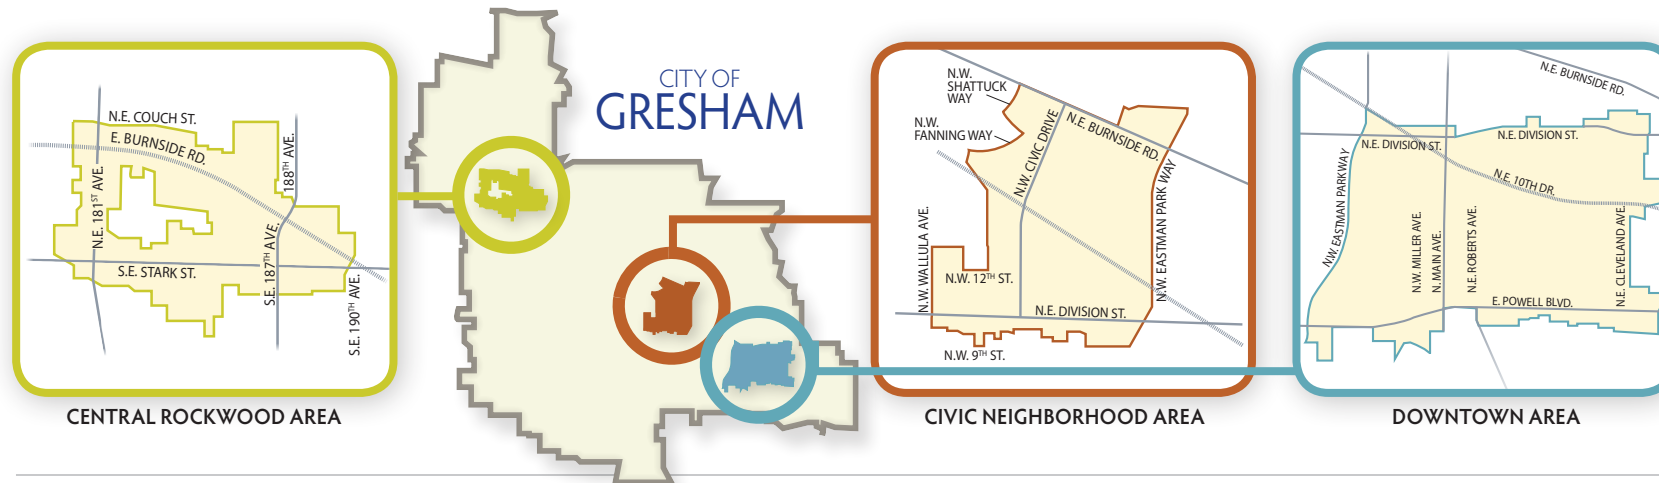 CITY OF
GRESHAM
N.E. COUCH ST.
E. BURNSIDE RD.
188TH AVE.
N.E. 181ST AVE.
S.E. STARK ST.
S.E. 187TH AVE.
S.E. 190TH AVE.
CENTRAL ROCKWOOD AREA
N.W.
SHATTUCK
WAY
N.W.
FANNING WAY
N.W. CIVIC DRIVE
N.E. BURNSIDE RD.
N.W. WALLULA AVE.
N.W. EASTMAN PARK WAY
N.W. 12TH ST.
N.E. DIVISION ST.
N.W. 9TH ST.
CIVIC NEIGHBORHOOD AREA
N.E. BURNSIDE RD.
N.E. DIVISION ST.
N.E. DIVISION ST.
N.E. 10TH DR.
N.W. EASTMAN PARKWAY
N.W. MILLER AVE.
N. MAIN AVE.
N.E. ROBERTS AVE.
N.E. CLEVELAND AVE.
E. POWELL BLVD.
DOWNTOWN AREA